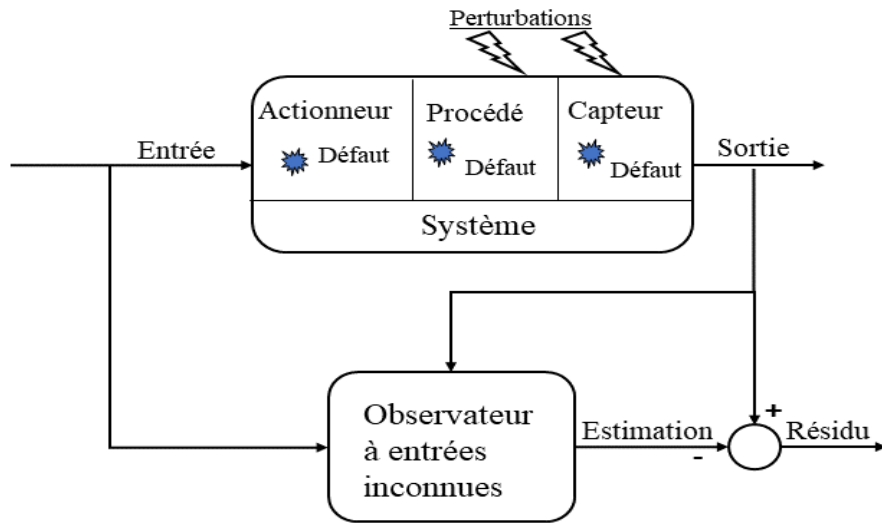 Perturbations
Actionneur
Procédé
Capteur
Entrée
Défaut
Défaut
Défaut
Sortie
Système
Observateur
à entrées
inconnues
Estimation
-
+
Résidu